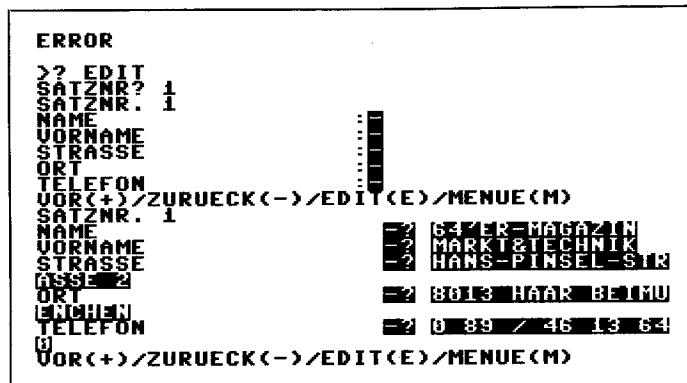 ERROR
>? EDIT
SATZNR? 1
SATZNR. 1
NAME :-
VORNAME :-
STRASSE :-
ORT :-
TELEFON :-
VOR(+)/ZURUECK(-)/EDIT(E)/MENUE(M)
SATZNR. 1
NAME -? 64'ER-MAGAZIN
VORNAME -? MARKT&TECHNIK
STRASSE -? HANS-PINSEL-STR
ASSE 2
ORT -? 8013 HAAR BEIMU
ENCHEN
TELEFON -? 0 89 / 46 13 64
0
VOR(+)/ZURUECK(-)/EDIT(E)/MENUE(M)